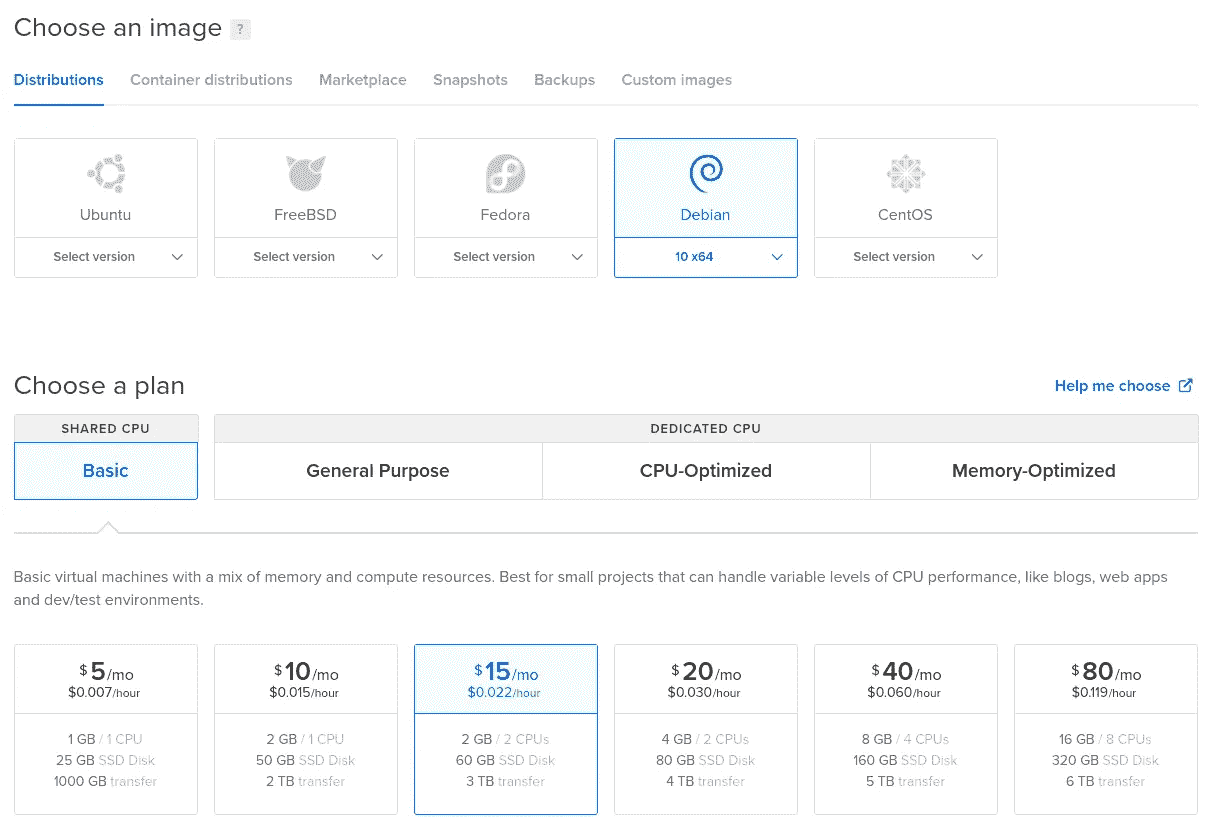 Choose an image ?
Distributions Container distributions Marketplace Snapshots Backups Custom images
Ubuntu FreeBSD Fedora Debian CentOS
Select version Select version Select version 10 x64 Select version
Choose a plan Help me choose
SHARED CPU DEDICATED CPU
Basic General Purpose CPU-Optimized Memory-Optimized
Basic virtual machines with a mix of memory and compute resources. Best for small projects that can handle variable levels of CPU performance, like blogs, web apps
and dev/test environments.
$5/mo $10/mo $15/mo $20/mo $40/mo $80/mo
$0.007/hour $0.015/hour $0.022/hour $0.030/hour $0.060/hour $0.119/hour
1 GB / 1 CPU 2 GB / 1 CPU 2 GB / 2 CPUs 4 GB / 2 CPUs 8 GB / 4 CPUs 16 GB / 8 CPUs
25 GB SSD Disk 50 GB SSD Disk 60 GB SSD Disk 80 GB SSD Disk 160 GB SSD Disk 320 GB SSD Disk
1000 GB transfer 2 TB transfer 3 TB transfer 4 TB transfer 5 TB transfer 6 TB transfer